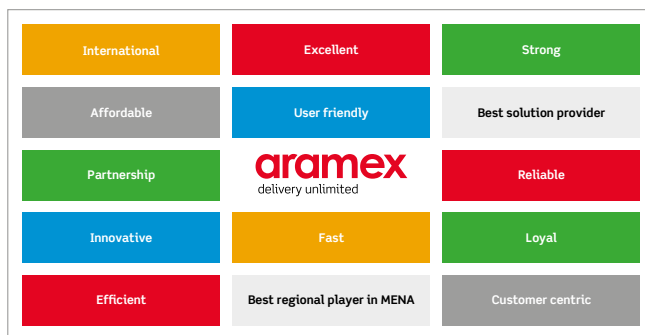 International
Excellent
Strong
Affordable
User friendly
Best solution provider
Partnership
aramex
delivery unlimited
Reliable
Innovative
Fast
Loyal
Efficient
Best regional player in MENA
Customer centric